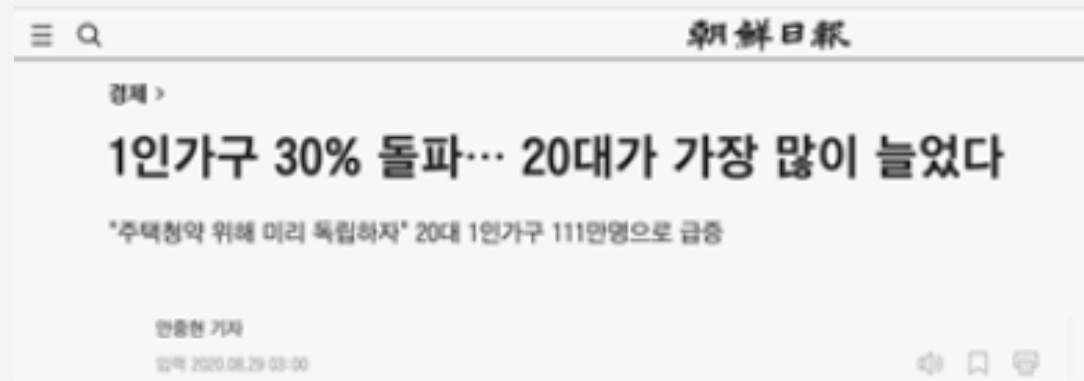 朝鮮日報
경제 >
1인가구 30% 돌파… 20대가 가장 많이 늘었다
"주택청약 위해 미리 독립하자" 20대 1인가구 111만명으로 급증
안중현 기자
입력 2020.08.29 03:00